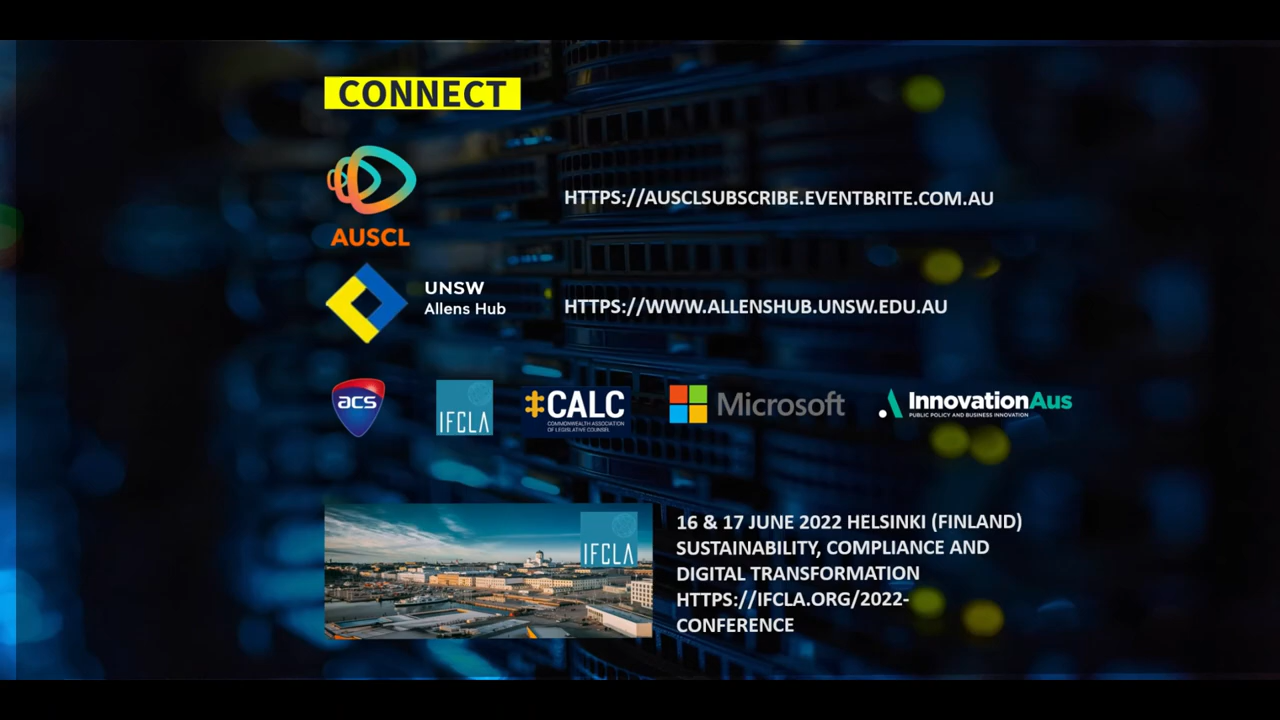 CONNECT
AUSCL
HTTPS://AUSCLSUBSCRIBE.EVENTBRITE.COM.AU
UNSW
Allens Hub
HTTPS://WWW.ALLENSHUB.UNSW.EDU.AU
acs
IFCLA
CALC
COMMONWEALTH ASSOCIATION
OF LEGISLATIVE COUNSEL
Microsoft
InnovationAus
PUBLIC POLICY AND BUSINESS INNOVATION
IFCLA
16 & 17 JUNE 2022 HELSINKI (FINLAND)
SUSTAINABILITY, COMPLIANCE AND
DIGITAL TRANSFORMATION
HTTPS://IFCLA.ORG/2022-
CONFERENCE